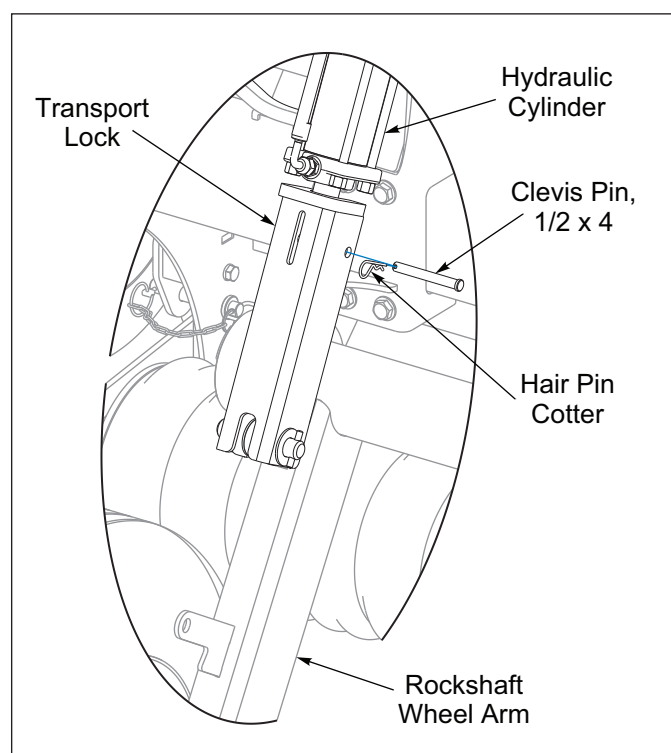 Hydraulic
Cylinder
Transport
Lock
Clevis Pin,
1/2 x 4
Hair Pin
Cotter
Rockshaft
Wheel Arm